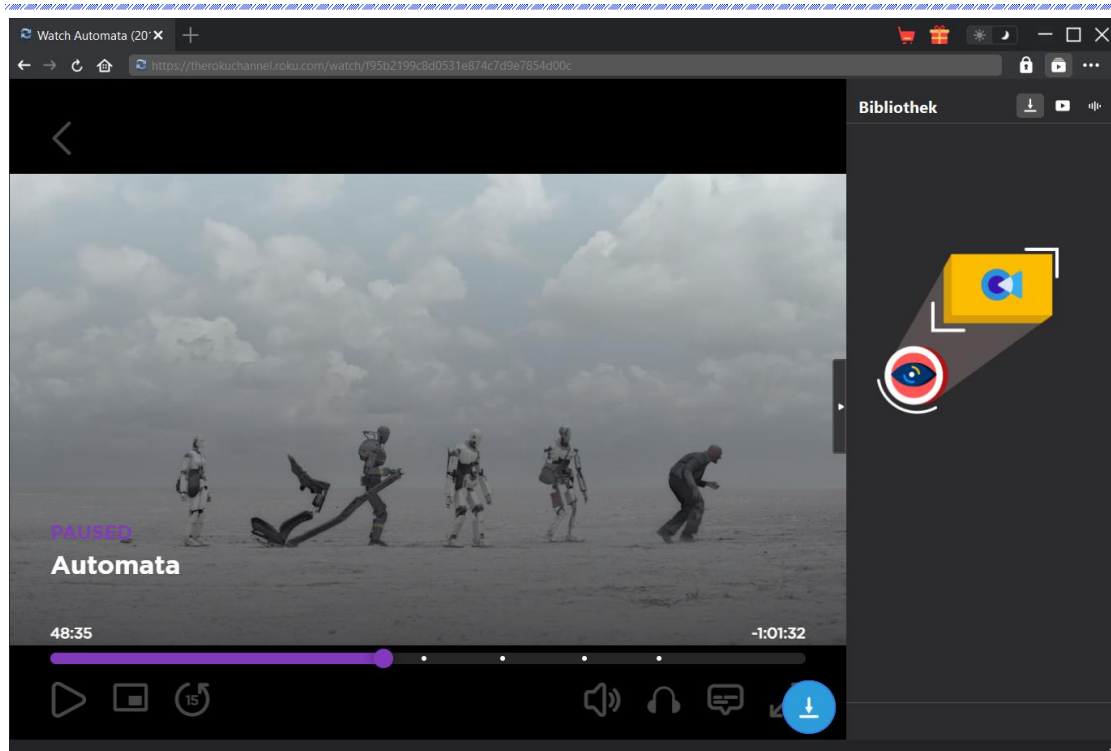 Watch Automata (20
https://therokuchannel.roku.com/watch/f95b2199c8d0531e874c7d9e7854d00c
Bibliothek
PAUSED
Automata
48:35
-1:01:32
15